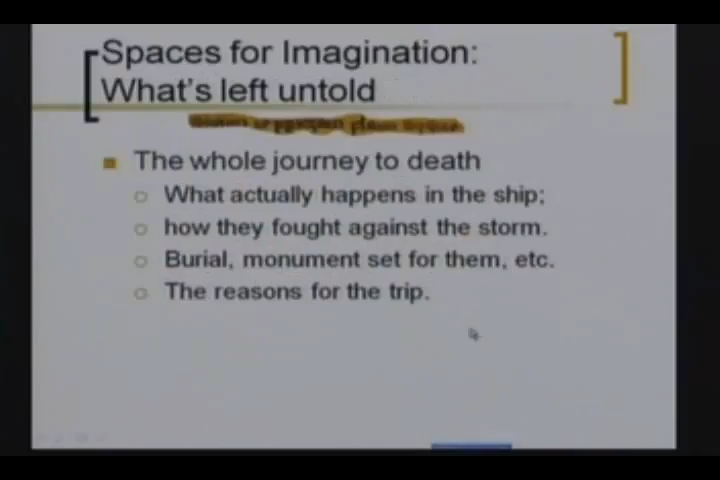 Spaces for Imagination:
What's left untold
The whole journey to death
What actually happens in the ship;
how they fought against the storm.
Burial, monument set for them, etc.
The reasons for the trip.